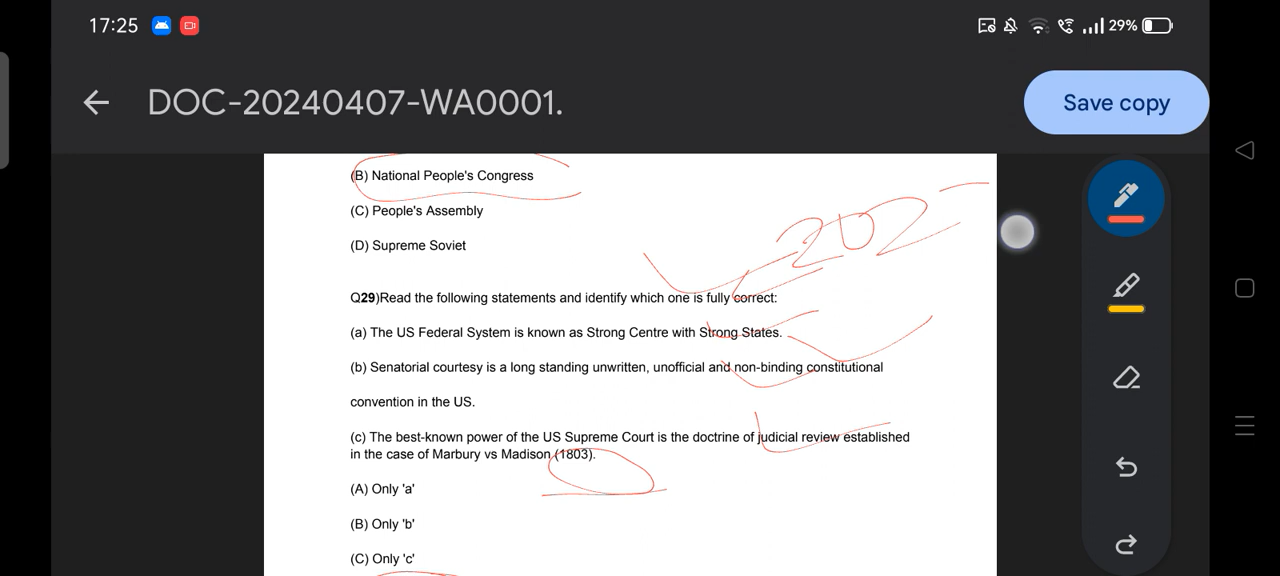 17:25
29%
DOC-20240407-WA0001.
Save copy
(B) National People's Congress
(C) People's Assembly
(D) Supreme Soviet
202
Q29)Read the following statements and identify which one is fully correct:
(a) The US Federal System is known as Strong Centre with Strong States.
(b) Senatorial courtesy is a long standing unwritten, unofficial and non-binding constitutional
convention in the US.
(c) The best-known power of the US Supreme Court is the doctrine of judicial review established
in the case of Marbury vs Madison (1803).
(A) Only 'a'
(B) Only 'b'
(C) Only 'c'